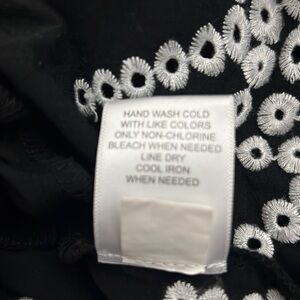 HAND WASH COLD
WITH LIKE COLORS
ONLY NON-CHLORINE
BLEACH WHEN NEEDED
LINE DRY
COOL IRON
WHEN NEEDED